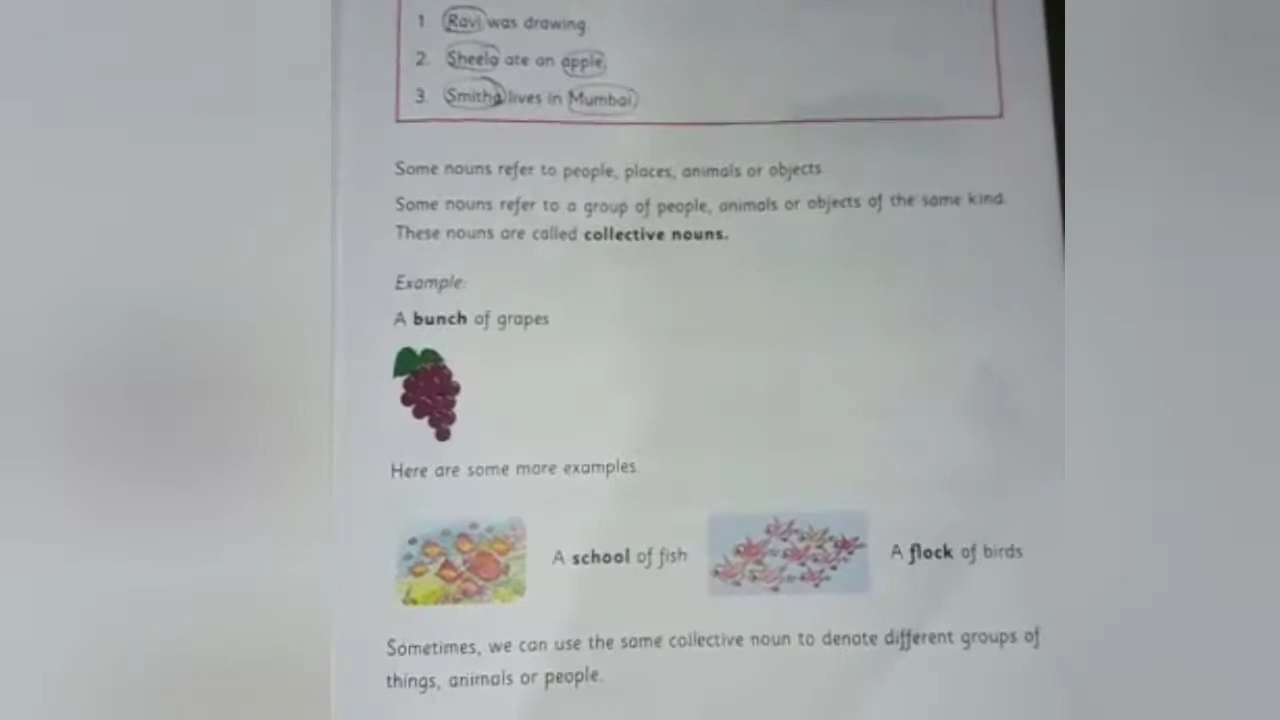 1. Ravi was drawing.
2. Sheela ate an apple.
3. Smitha lives in Mumbai.
Some nouns refer to people, places, animals or objects.
Some nouns refer to a group of people, animals or objects of the same kind.
These nouns are called collective nouns.
Example:
A bunch of grapes
Here are some more examples.
A school of fish
A flock of birds
Sometimes, we can use the same collective noun to denote different groups of
things, animals or people.